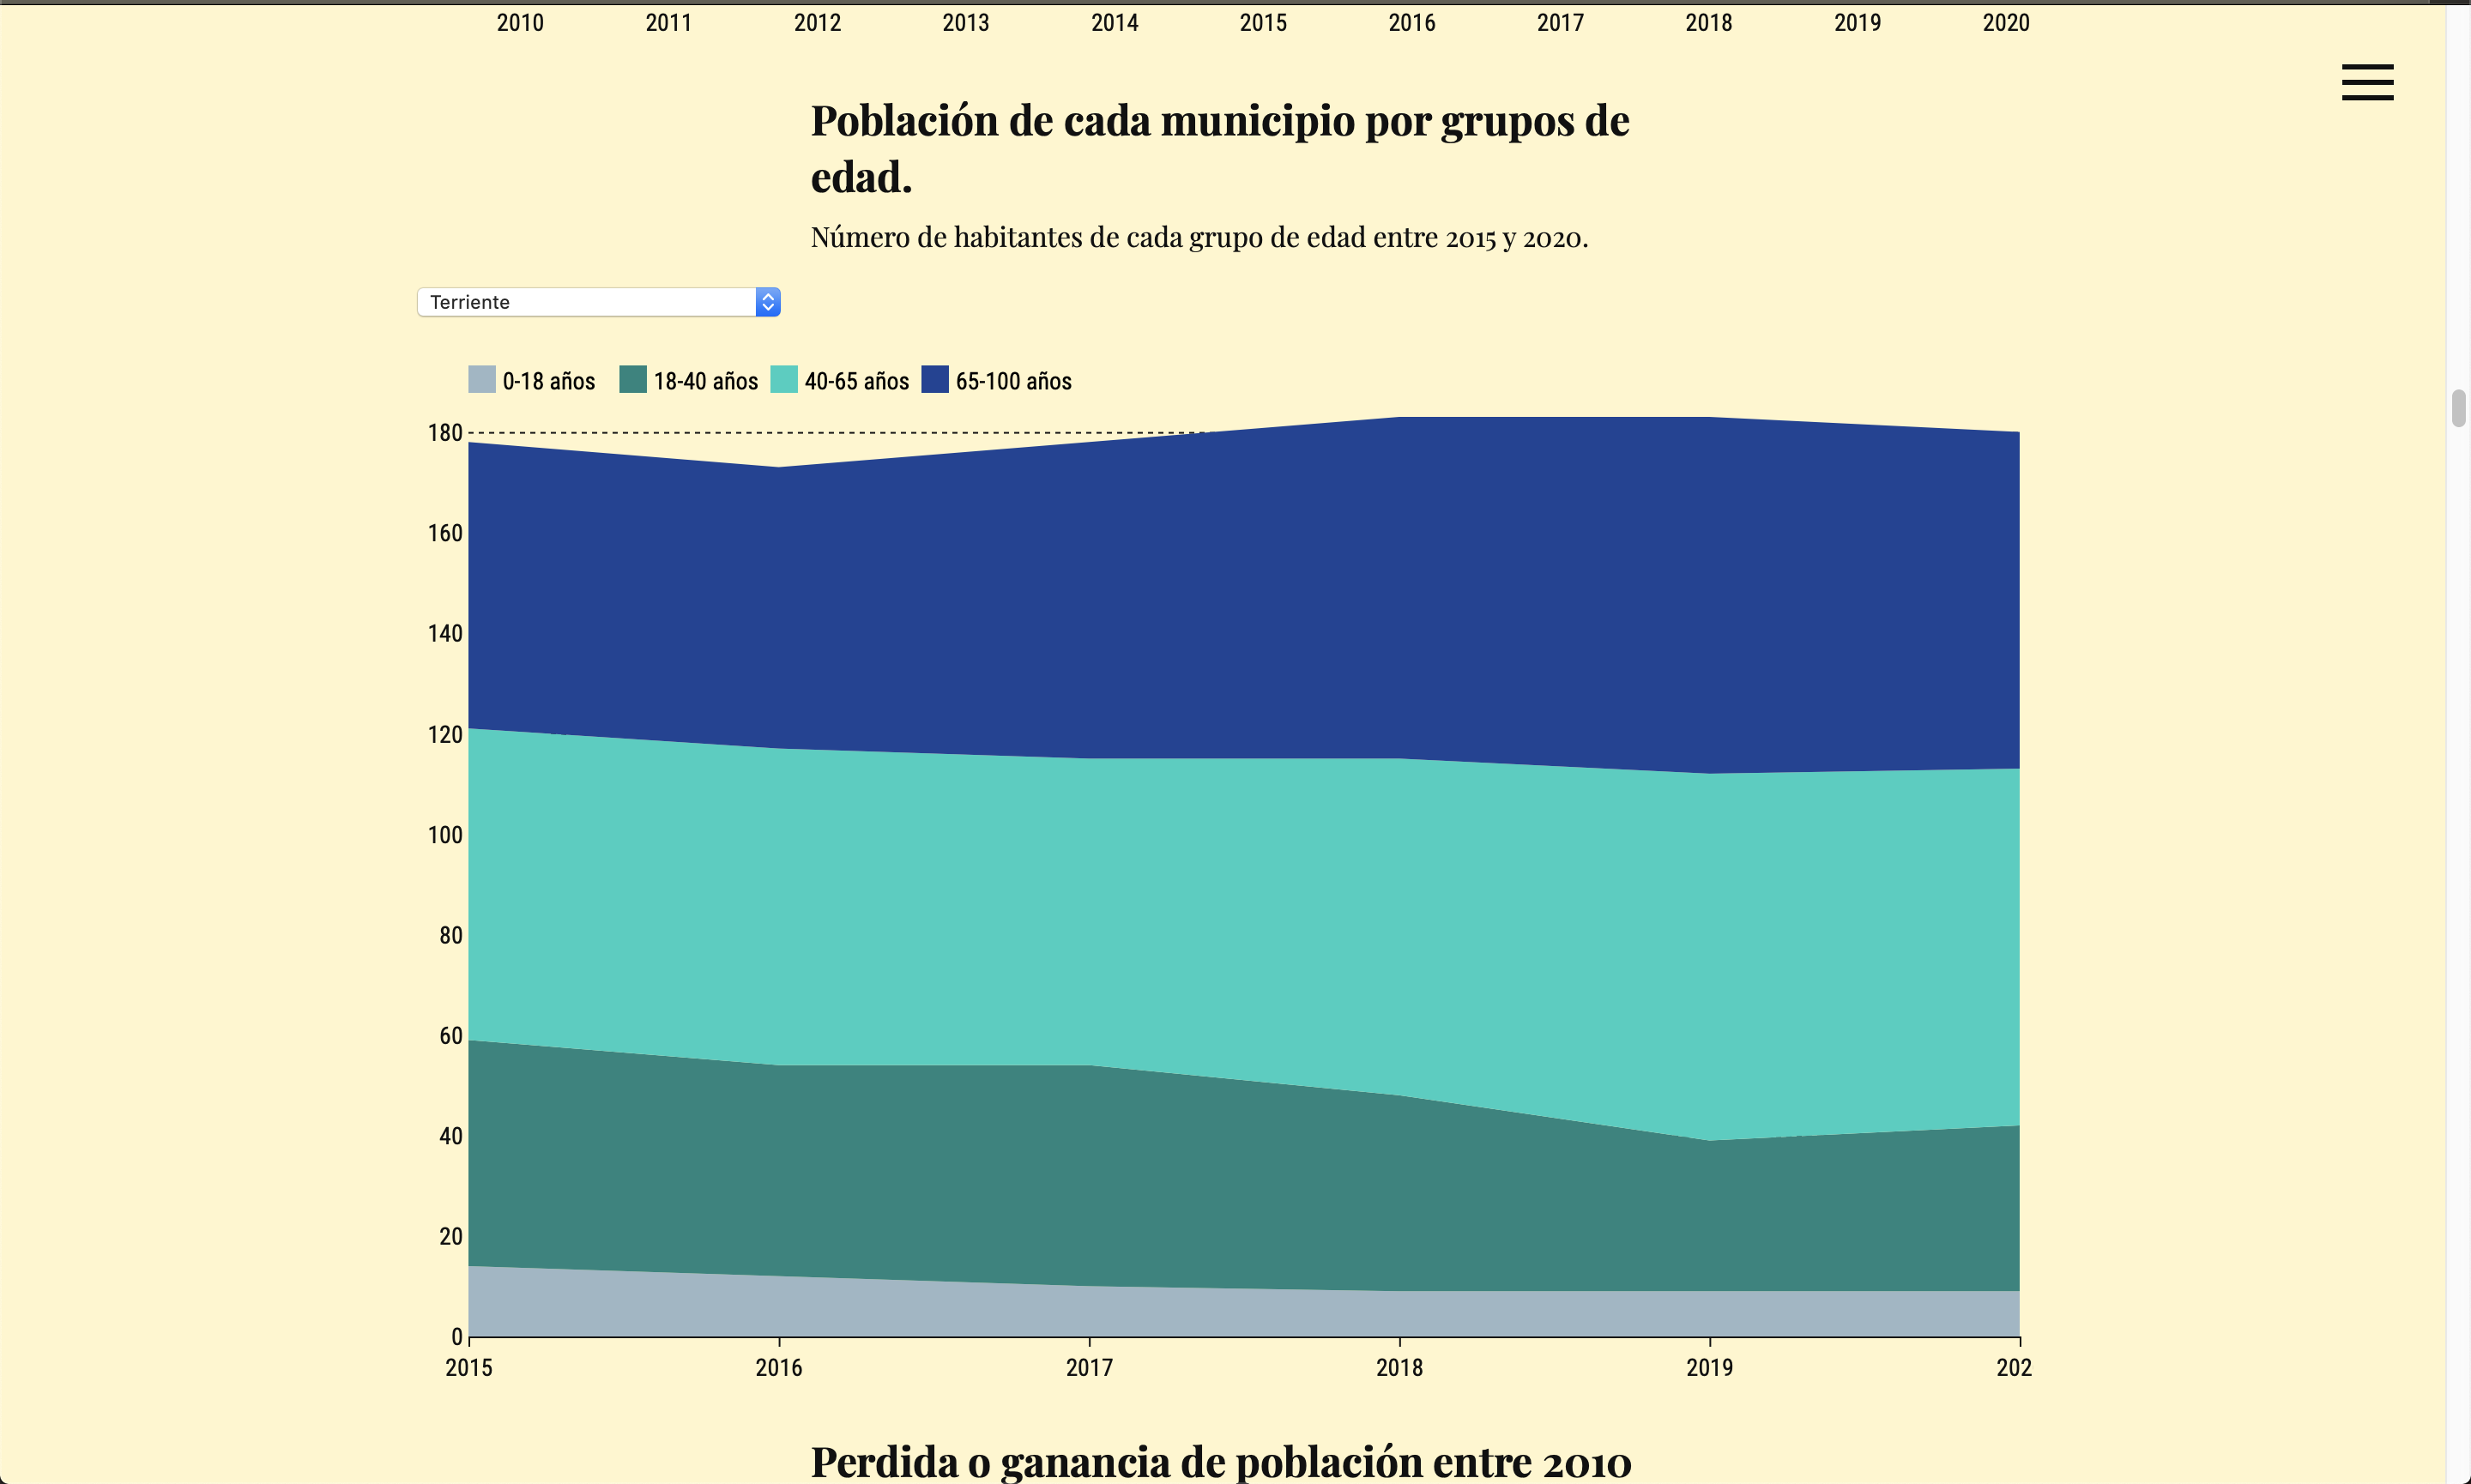 2010 2011 2012 2013 2014 2015 2016 2017 2018 2019 2020
Población de cada municipio por grupos de
edad.
Número de habitantes de cada grupo de edad entre 2015 y 2020.
Terriente
0-18 años 18-40 años 40-65 años 65-100 años
180
160
140
120
100
80
60
40
20
0
2015 2016 2017 2018 2019 202
Perdida o ganancia de población entre 2010